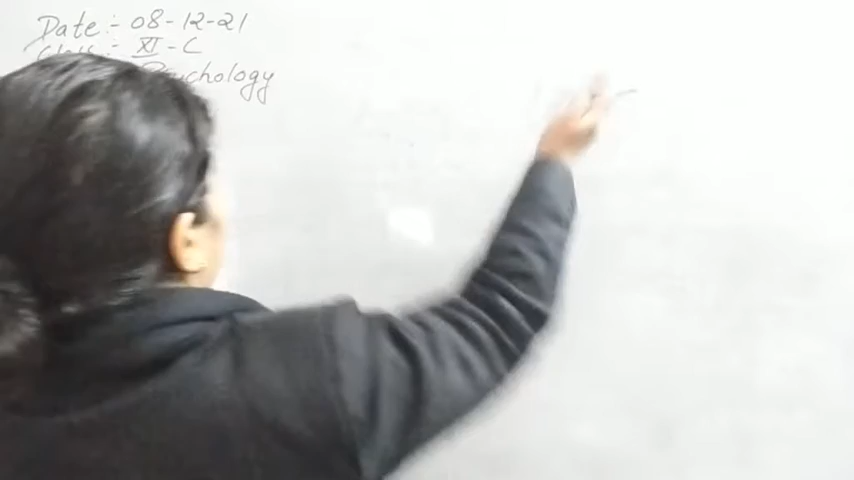 Date :- 08-12-21
Class :- XI - C
Psychology